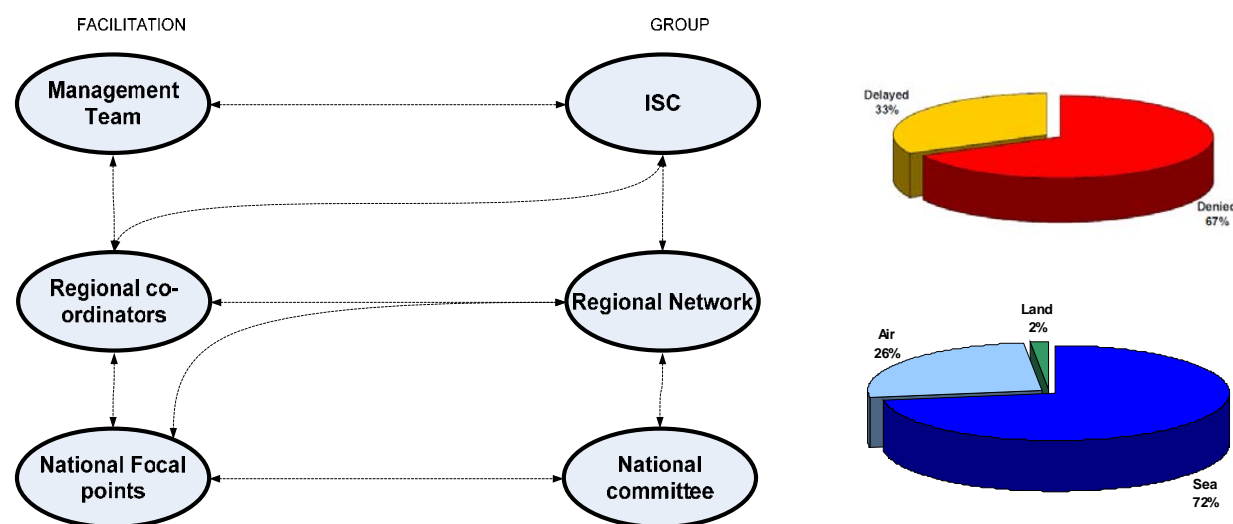 FACILITATION
GROUP
Management
Team
ISC
Regional co-
ordinators
Regional Network
National Focal
points
National
committee
Delayed
33%
Denied
67%
Land
2%
Air
26%
Sea
72%